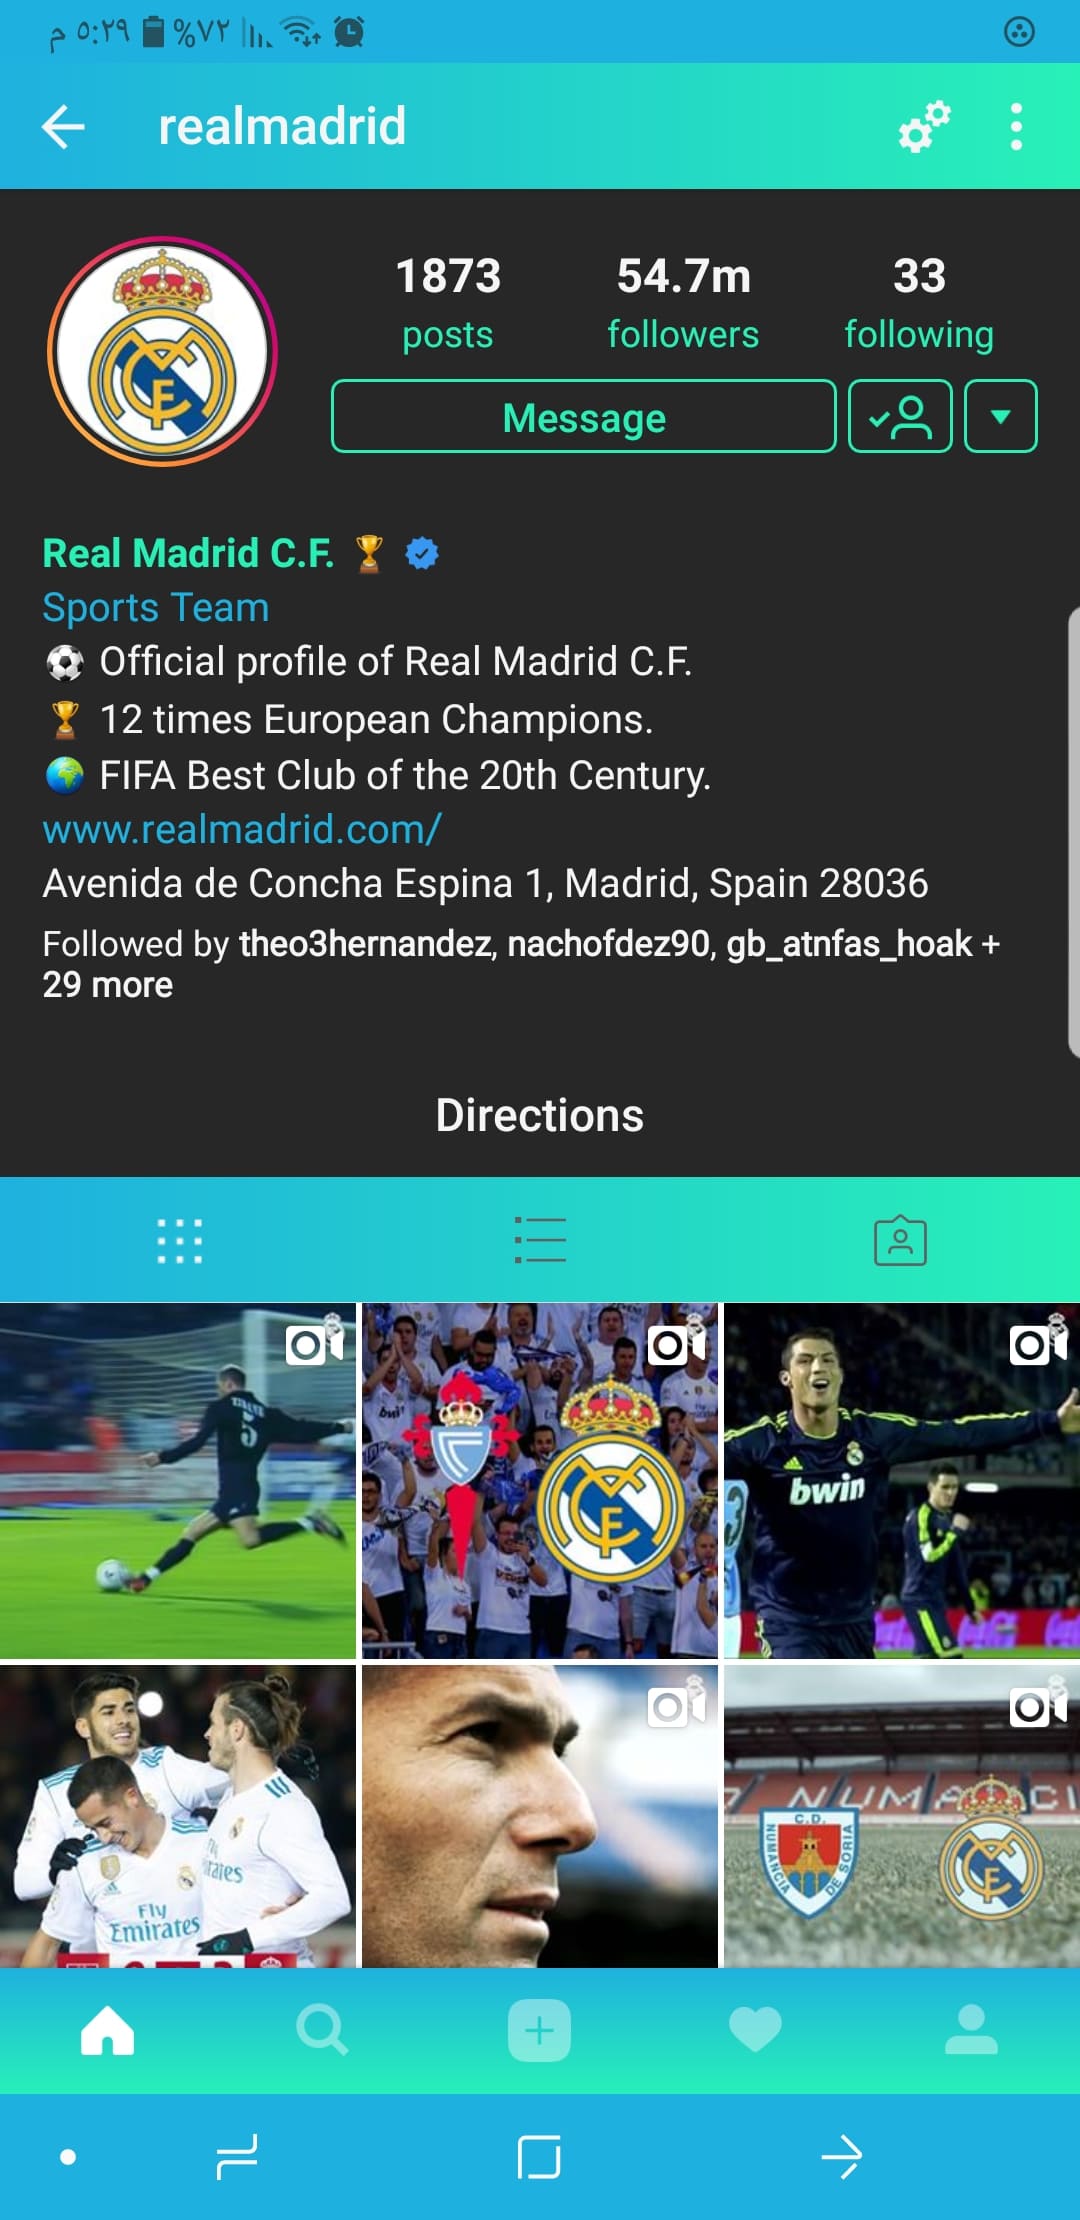 ٥:٢٩ م %٧٢
realmadrid
1873 54.7m 33
posts followers following
Message
Real Madrid C.F. 🏆
Sports Team
⚽ Official profile of Real Madrid C.F.
🏆 12 times European Champions.
🌍 FIFA Best Club of the 20th Century.
www.realmadrid.com/
Avenida de Concha Espina 1, Madrid, Spain 28036
Followed by theo3hernandez, nachofdez90, gb_atnfas_hoak +
29 more
Directions
5
bwin
bwin
Fly
Emirates
NUMANCI
C.D.
NUMANCIA
DE SORIA